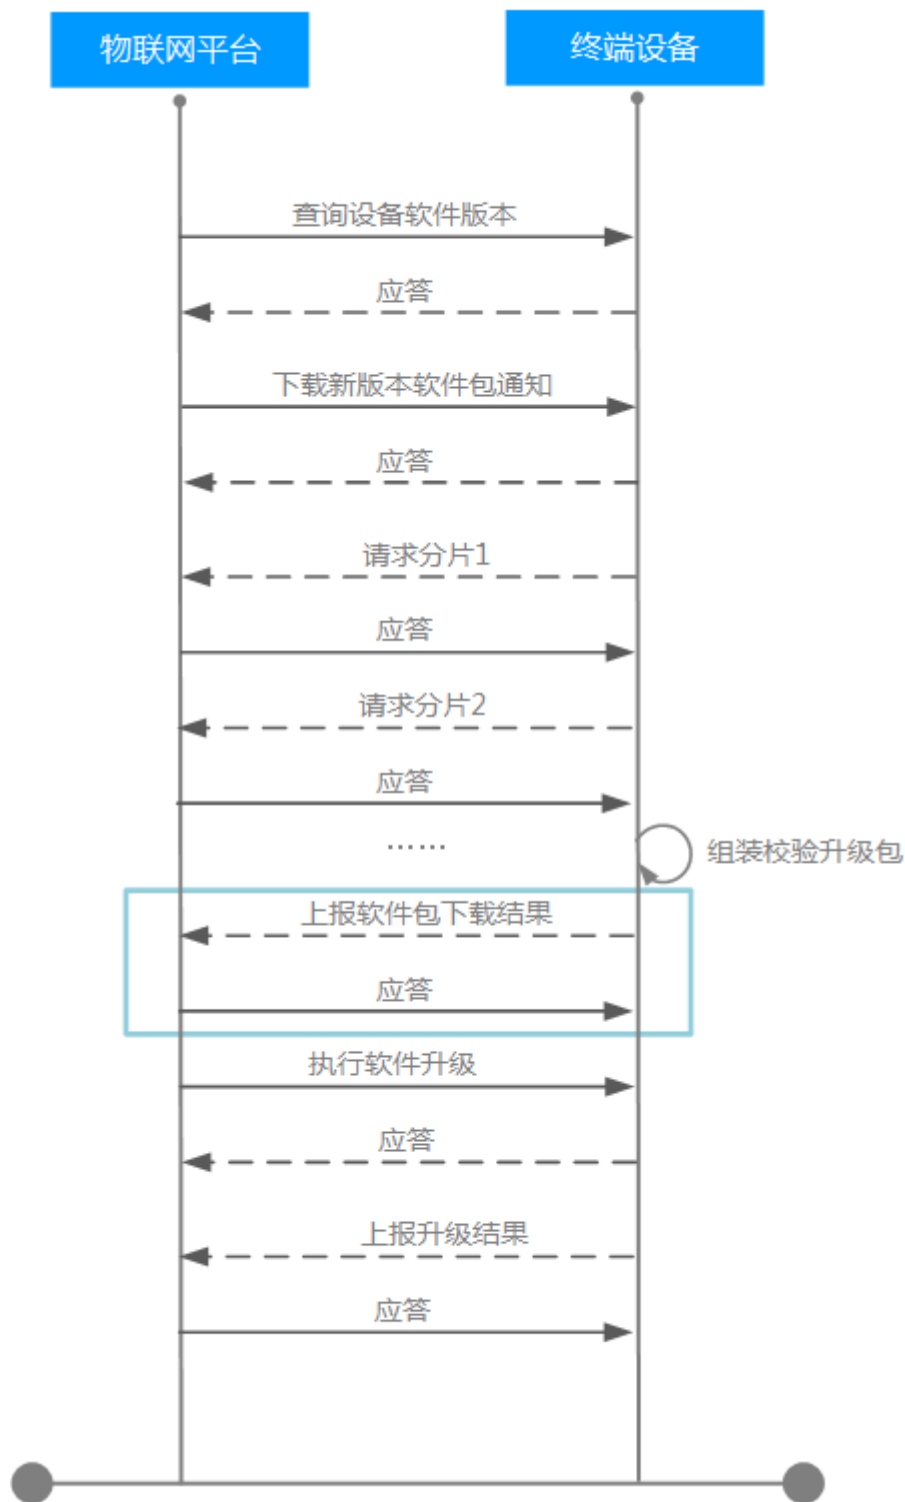 物联网平台
终端设备
查询设备软件版本
应答
下载新版本软件包通知
应答
请求分片1
应答
请求分片2
应答
……
组装校验升级包
上报软件包下载结果
应答
执行软件升级
应答
上报升级结果
应答